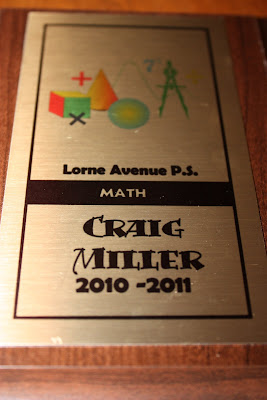 Lorne Avenue P.S.
MATH
CRAIG
MILLER
2010 -2011